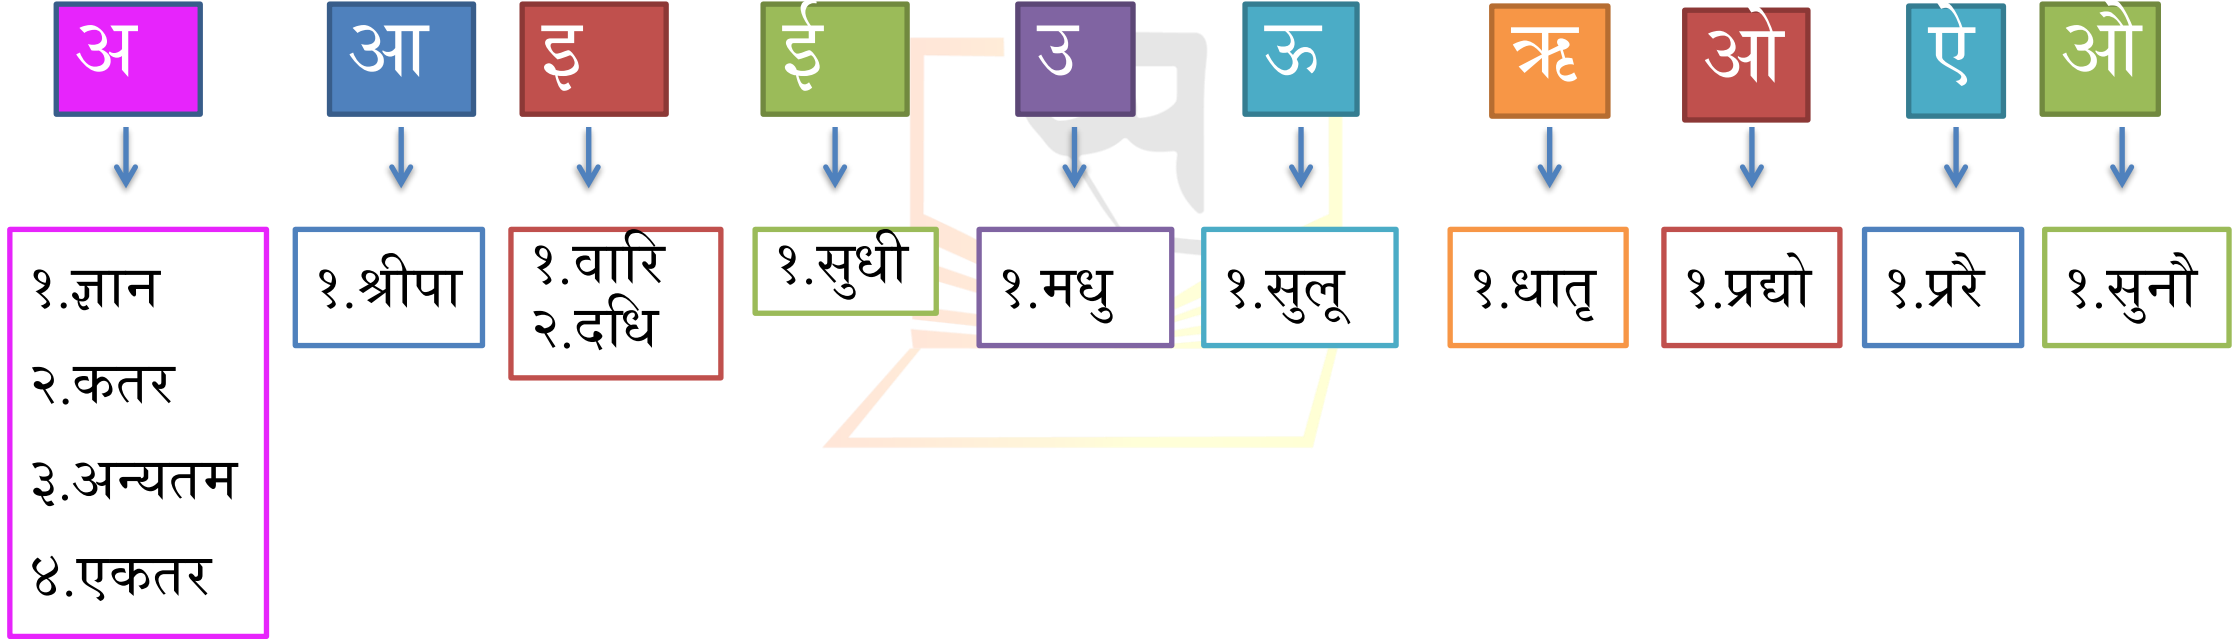 अ आ इ ई उ ऊ ऋ ओ ऐ औ
१.ज्ञान
२.कतर
३.अन्यतम
४.एकतर
१.श्रीपा
१.वारि
२.दधि
१.सुधी
१.मधु
१.सुलू
१.धातृ
१.प्रद्यो
१.प्ररै
१.सुनौ